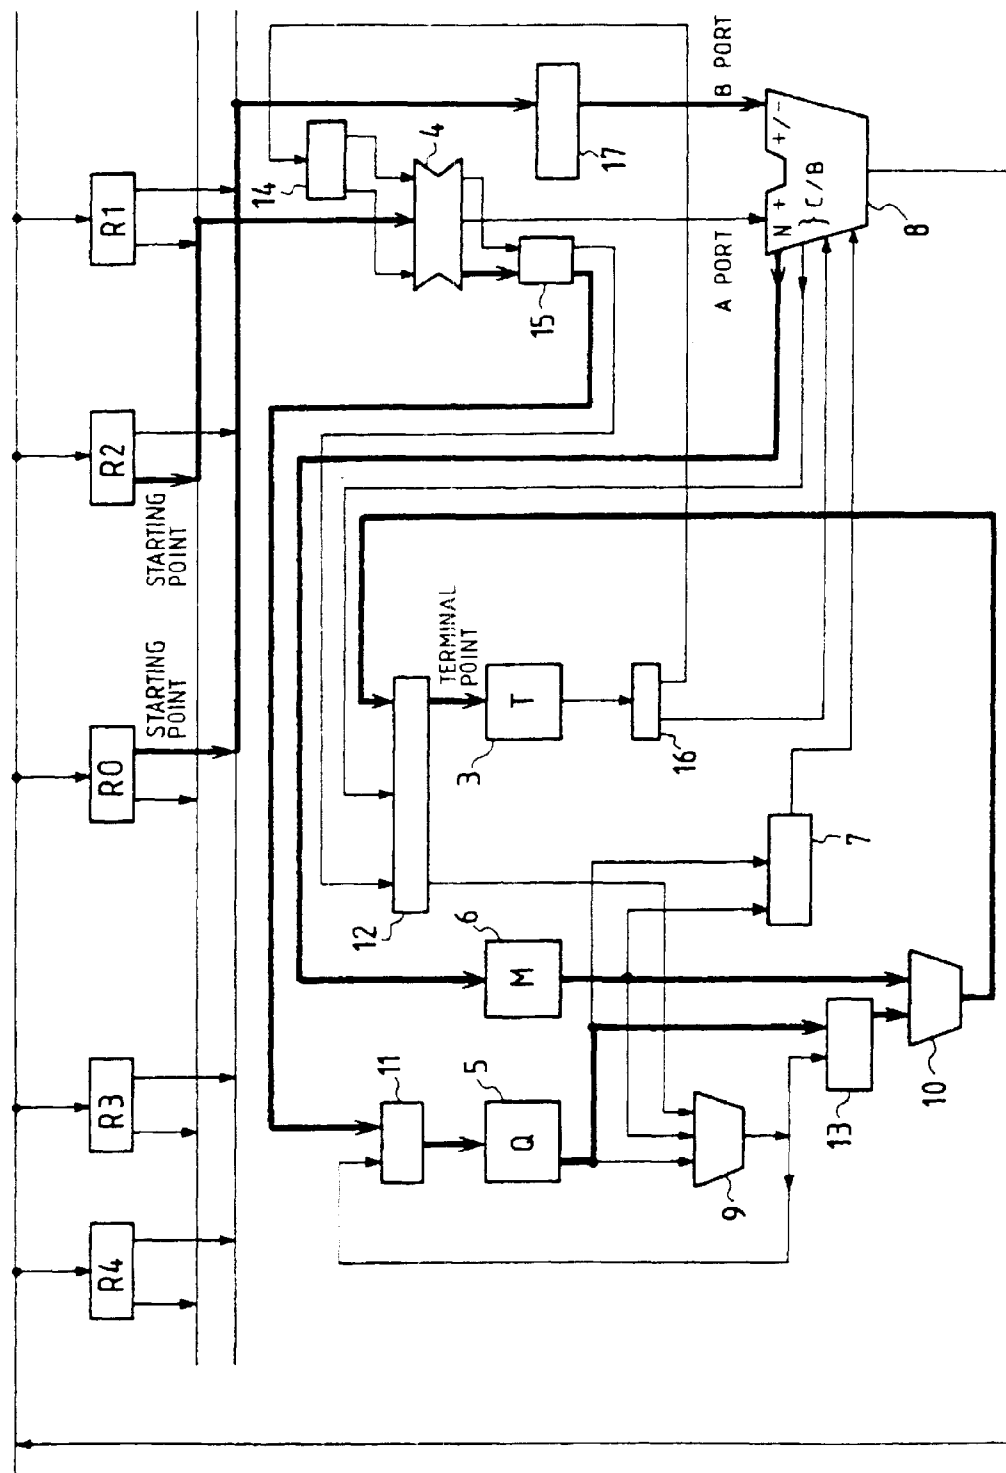 R4
R3
R0
R2
R1
STARTING
POINT
STARTING
POINT
14
4
17
15
B PORT
A PORT
N + +/-
} C/B
8
TERMINAL
POINT
12
T
3
16
11
Q
5
M
6
7
9
13
10